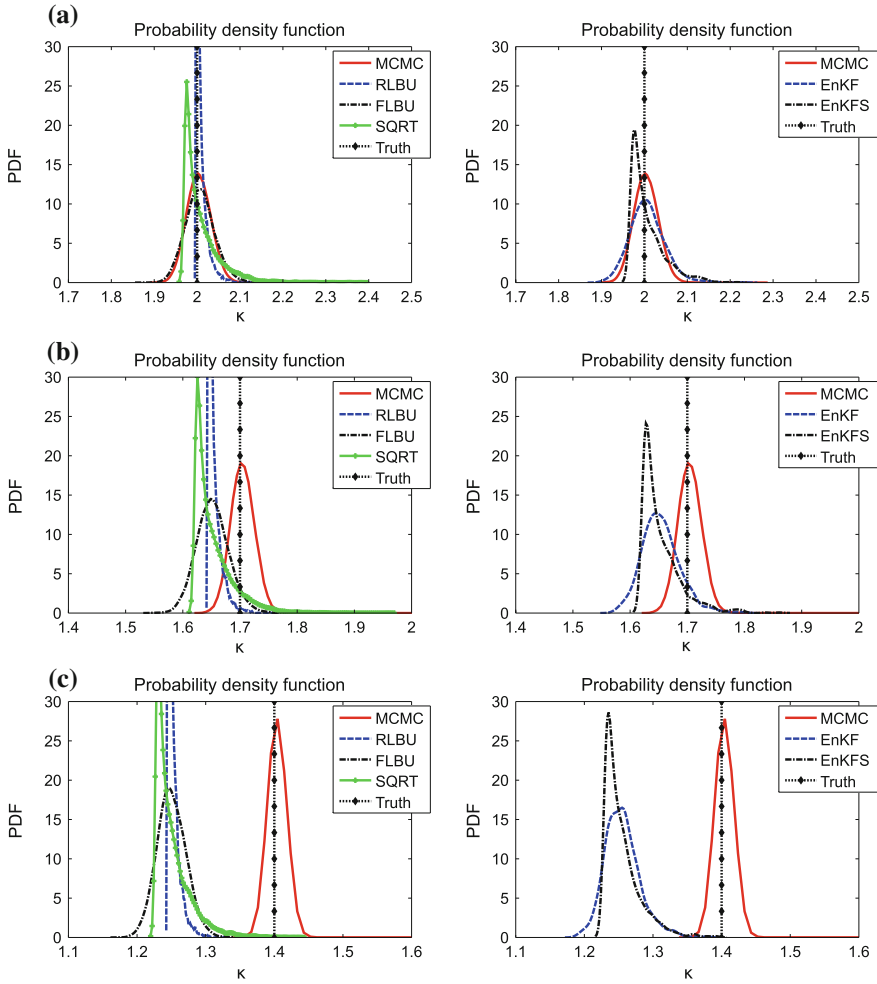 (a)
Probability density function
30
25
20
15
10
5
0
PDF
1.7 1.8 1.9 2 2.1 2.2 2.3 2.4 2.5
κ
MCMC
RLBU
FLBU
SQRT
Truth
Probability density function
30
25
20
15
10
5
0
PDF
1.7 1.8 1.9 2 2.1 2.2 2.3 2.4 2.5
κ
MCMC
EnKF
EnKFS
Truth
(b)
Probability density function
30
25
20
15
10
5
0
PDF
1.4 1.5 1.6 1.7 1.8 1.9 2
κ
MCMC
RLBU
FLBU
SQRT
Truth
Probability density function
30
25
20
15
10
5
0
PDF
1.4 1.5 1.6 1.7 1.8 1.9 2
κ
MCMC
EnKF
EnKFS
Truth
(c)
Probability density function
30
25
20
15
10
5
0
PDF
1.1 1.2 1.3 1.4 1.5 1.6
κ
MCMC
RLBU
FLBU
SQRT
Truth
Probability density function
30
25
20
15
10
5
0
PDF
1.1 1.2 1.3 1.4 1.5 1.6
κ
MCMC
EnKF
EnKFS
Truth